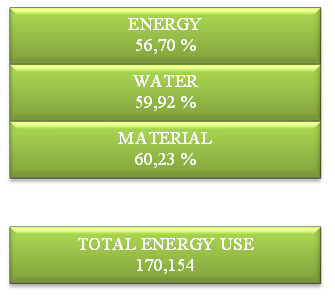 ENERGY
56,70 %
WATER
59,92 %
MATERIAL
60,23 %
TOTAL ENERGY USE
170,154